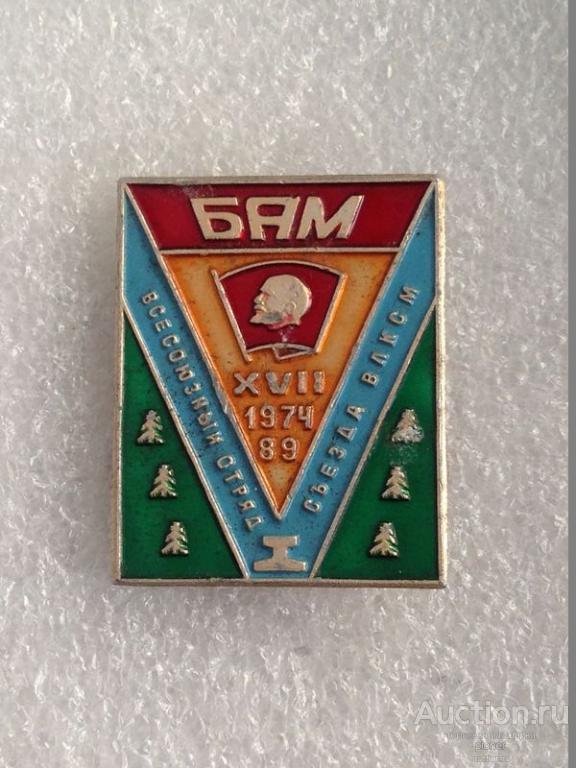 БАМ
ВСЕСОЮЗНЫЙ ОТРЯД
СЪЕЗДА ВЛКСМ
XVII
1974
89
Auction.ru